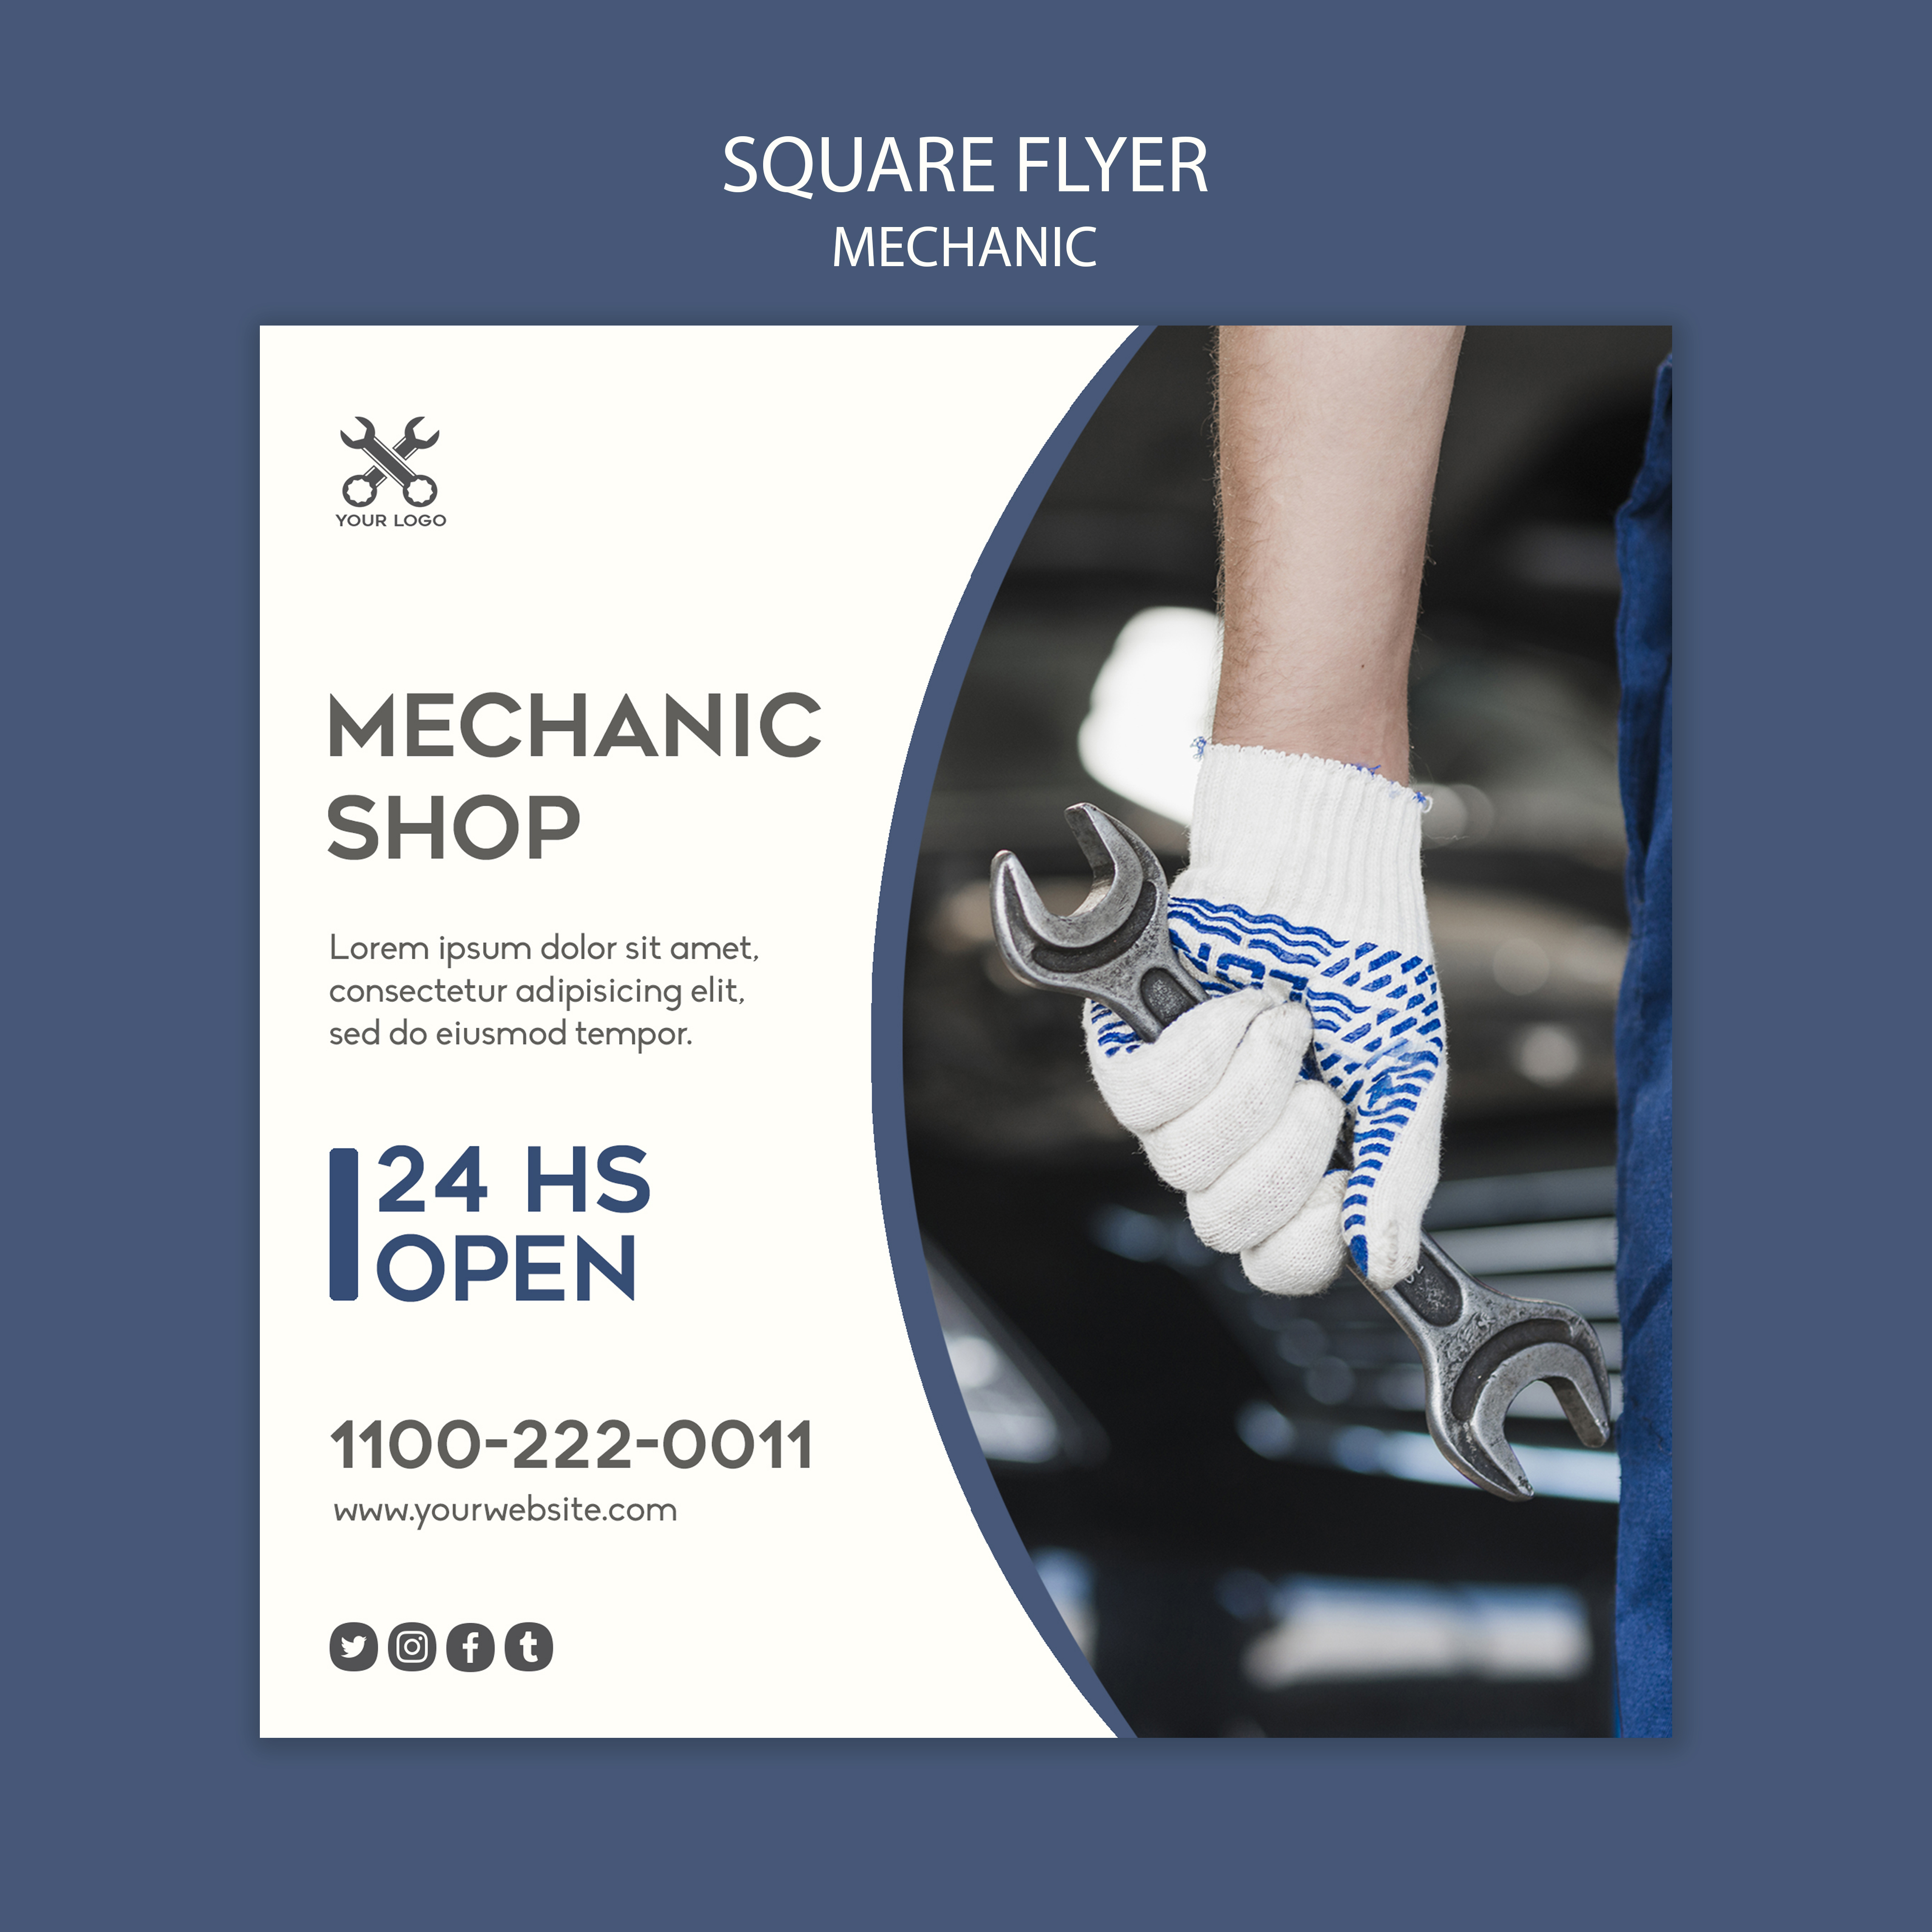 SQUARE FLYER
MECHANIC
YOUR LOGO
MECHANIC
SHOP
Lorem ipsum dolor sit amet,
consectetur adipisicing elit,
sed do eiusmod tempor.
24 HS
OPEN
1100-222-0011
www.yourwebsite.com